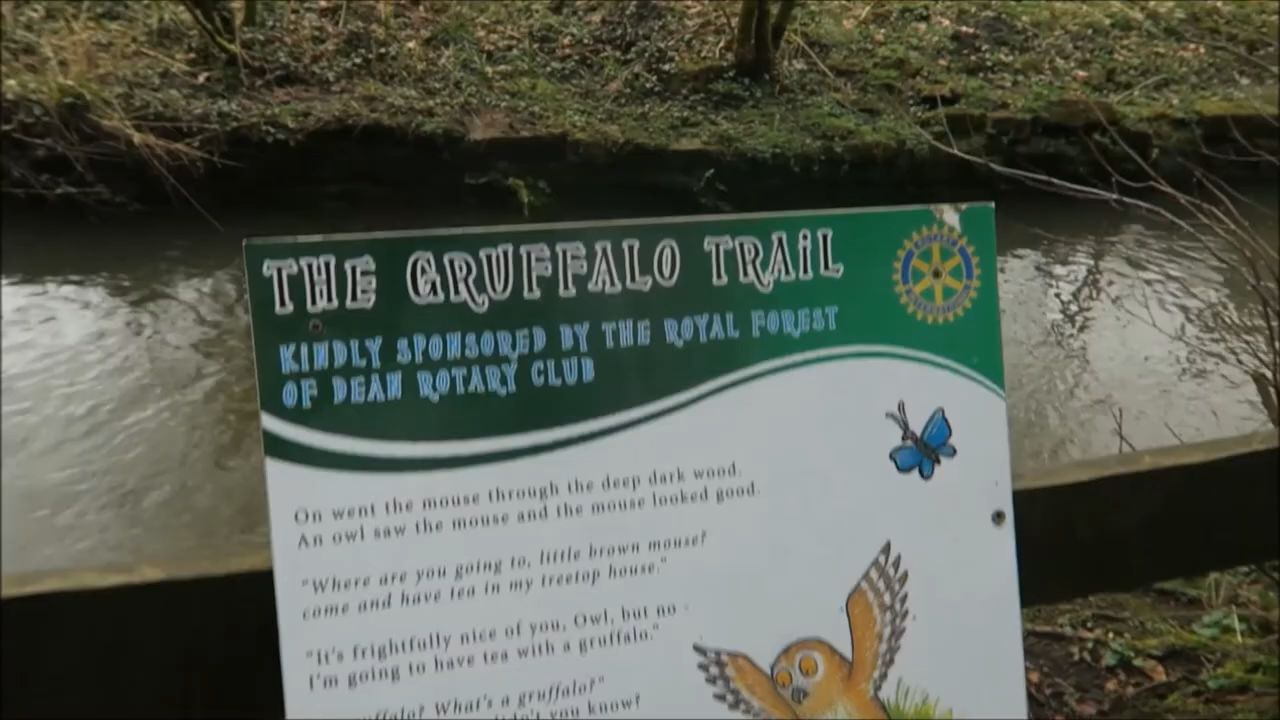 THE GRUFFALO TRAIL
KINDLY SPONSORED BY THE ROYAL FOREST
OF DEAN ROTARY CLUB
On went the mouse through the deep dark wood.
An owl saw the mouse and the mouse looked good.
"Where are you going to, little brown mouse?
come and have tea in my treetop house."
"It's frightfully nice of you, Owl, but no -
I'm going to have tea with a gruffalo."
What's a gruffalo?"
you know?